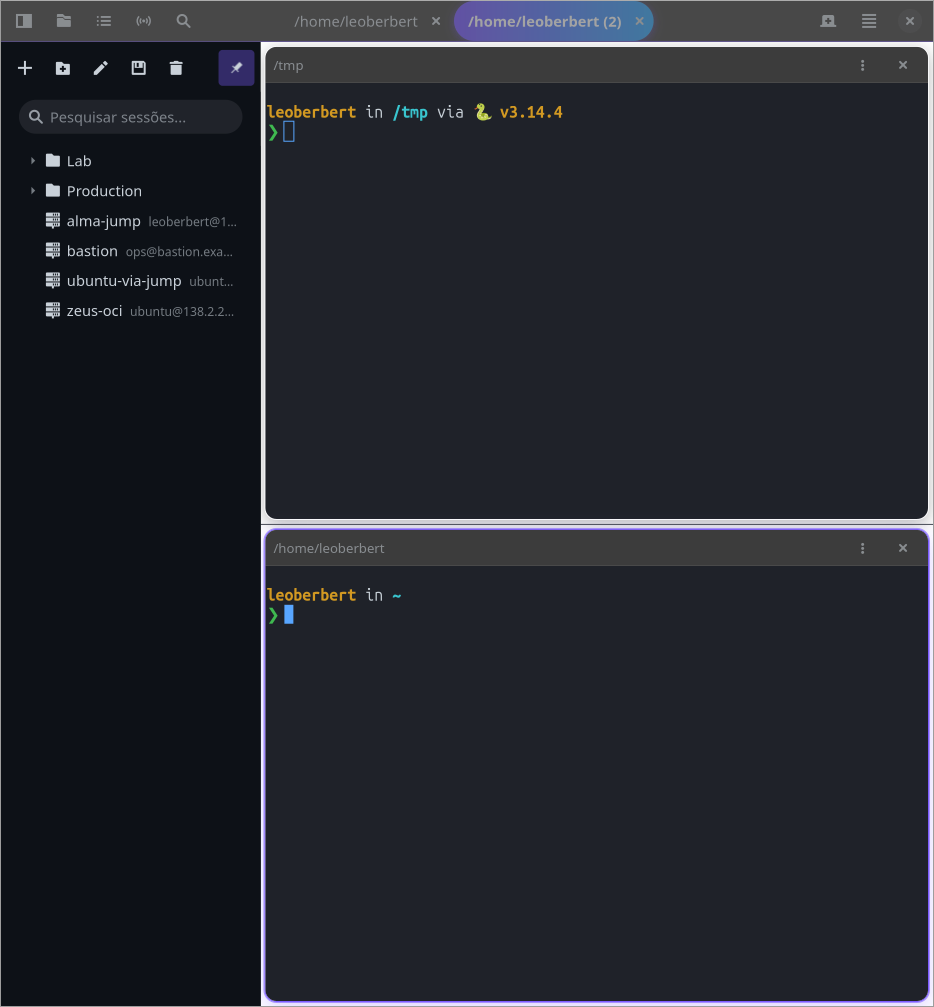 /home/leoberbert
/home/leoberbert (2)
Pesquisar sessões...
Lab
Production
alma-jump leoberbert@1...
bastion ops@bastion.exa...
ubuntu-via-jump ubunt...
zeus-oci ubuntu@138.2.2...
/tmp
leoberbert in /tmp via 🐍 v3.14.4
❯
/home/leoberbert
leoberbert in ~
❯